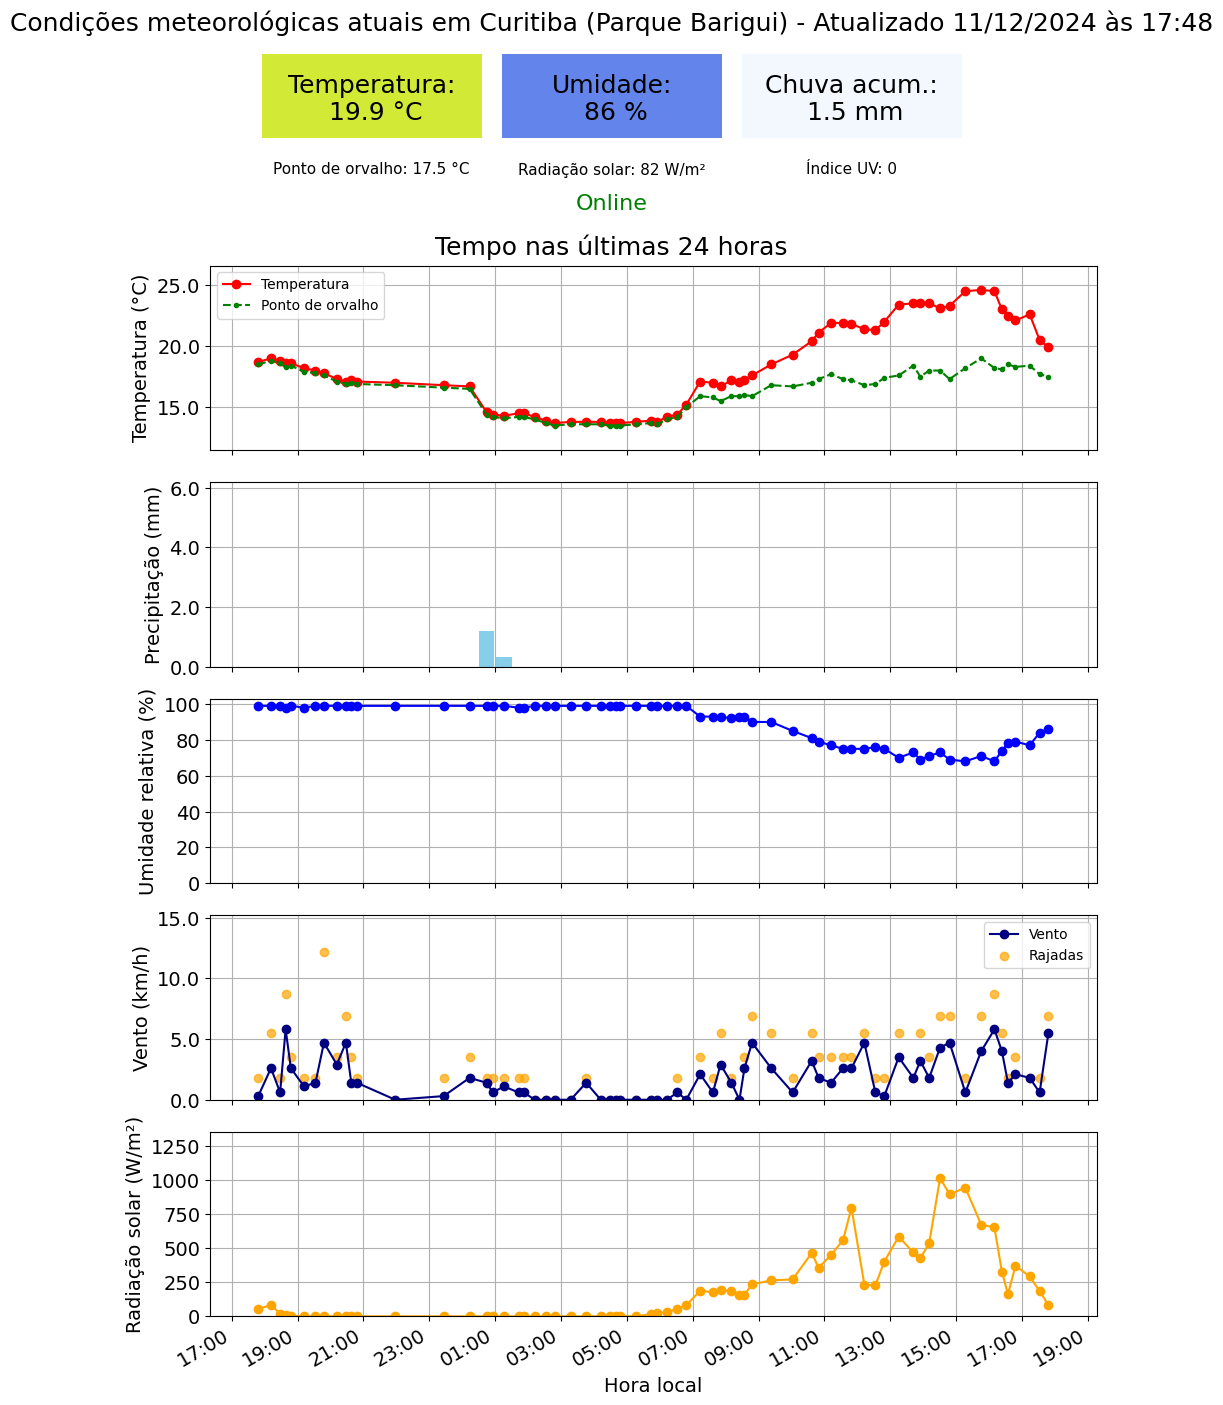 Condições meteorológicas atuais em Curitiba (Parque Barigui) - Atualizado 11/12/2024 às 17:48
Temperatura:
19.9 °C
Umidade:
86 %
Chuva acum.:
1.5 mm
Ponto de orvalho: 17.5 °C
Radiação solar: 82 W/m²
Índice UV: 0
Online
Tempo nas últimas 24 horas
Temperatura (°C)
25.0
20.0
15.0
Temperatura
Ponto de orvalho
Precipitação (mm)
6.0
4.0
2.0
0.0
Umidade relativa (%)
100
80
60
40
20
0
Vento (km/h)
15.0
10.0
5.0
0.0
Vento
Rajadas
Radiação solar (W/m²)
1250
1000
750
500
250
0
17:00
19:00
21:00
23:00
01:00
03:00
05:00
07:00
09:00
11:00
13:00
15:00
17:00
19:00
Hora local